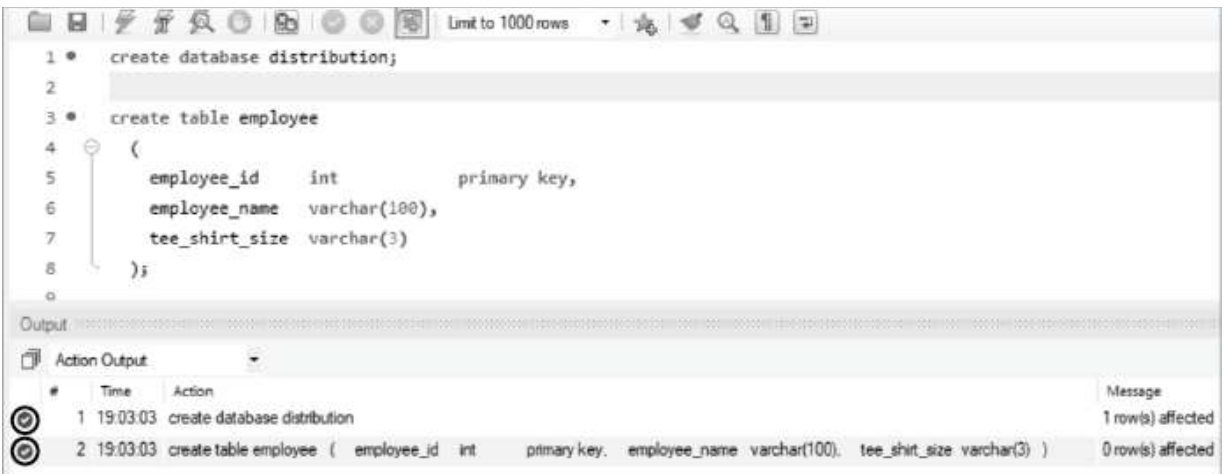 Limit to 1000 rows
1 create database distribution;
2
3 create table employee
4 (
5 employee_id int primary key,
6 employee_name varchar(100),
7 tee_shirt_size varchar(3)
8 );
9
Output
Action Output
# Time Action Message
1 19:03:03 create database distribution 1 row(s) affected
2 19:03:03 create table employee ( employee_id int primary key, employee_name varchar(100), tee_shirt_size varchar(3) ) 0 row(s) affected